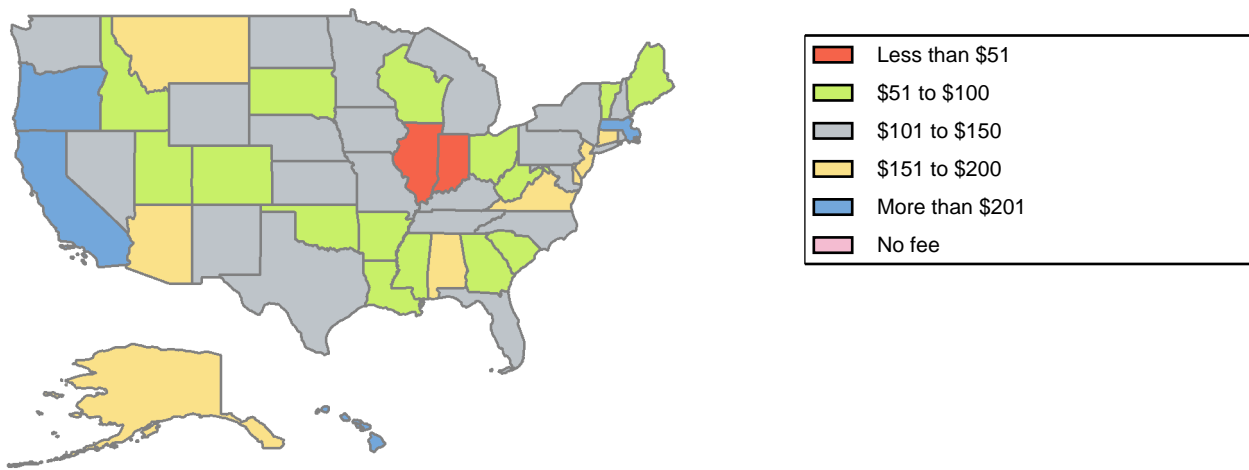 Less than $51
$51 to $100
$101 to $150
$151 to $200
More than $201
No fee